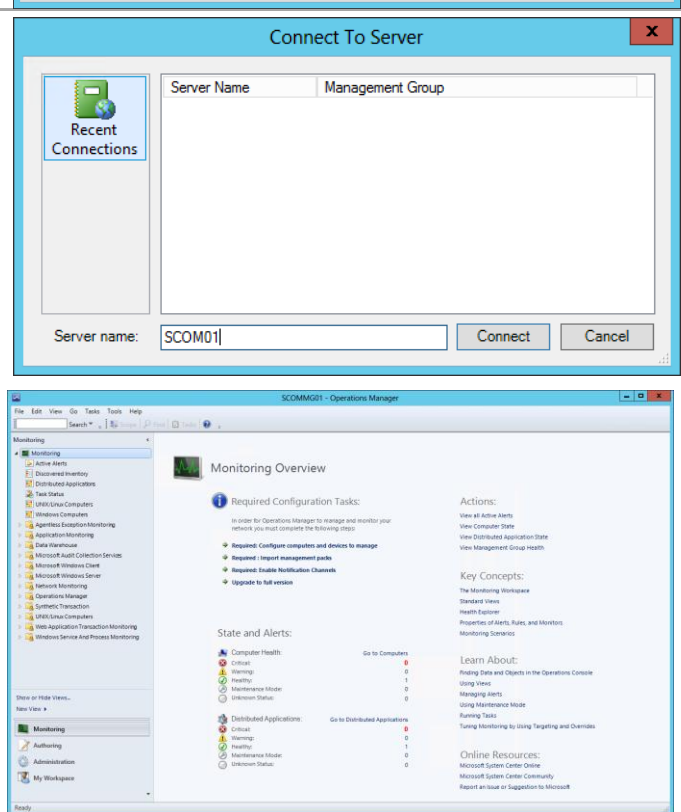 Connect To Server
x
Server Name Management Group
Recent
Connections
Server name: SCOM01 Connect Cancel
SCOMMG01 - Operations Manager
File Edit View Go Tasks Tools Help
Search Scope Find Tasks
Monitoring
Monitoring
Active Alerts
Discovered Inventory
Distributed Applications
Task Status
UNIX/Linux Computers
Windows Computers
Agentless Exception Monitoring
Application Monitoring
Data Warehouse
Microsoft Audit Collection Services
Microsoft Windows Client
Microsoft Windows Server
Network Monitoring
Operations Manager
Synthetic Transaction
UNIX/Linux Computers
Web Application Transaction Monitoring
Windows Service And Process Monitoring
Show or Hide Views...
New View
Monitoring
Authoring
Administration
My Workspace
Ready
Monitoring Overview
Required Configuration Tasks:
In order for Operations Manager to manage and monitor your
network you must complete the following steps:
Required: Configure computers and devices to manage
Required : Import management packs
Required: Enable Notification Channels
Upgrade to full version
State and Alerts:
Computer Health: Go to Computers
Critical: 0
Warning: 0
Healthy: 1
Maintenance Mode: 0
Unknown Status: 0
Distributed Applications: Go to Distributed Applications
Critical: 0
Warning: 0
Healthy: 1
Maintenance Mode: 0
Unknown Status: 0
Actions:
View all Active Alerts
View Computer State
View Distributed Application State
View Management Group Health
Key Concepts:
The Monitoring Workspace
Standard Views
Health Explorer
Properties of Alerts, Rules, and Monitors
Monitoring Scenarios
Learn About:
Finding Data and Objects in the Operations Console
Using Views
Managing Alerts
Using Maintenance Mode
Running Tasks
Tuning Monitoring by Using Targeting and Overrides
Online Resources:
Microsoft System Center Online
Microsoft System Center Community
Report an Issue or Suggestion to Microsoft